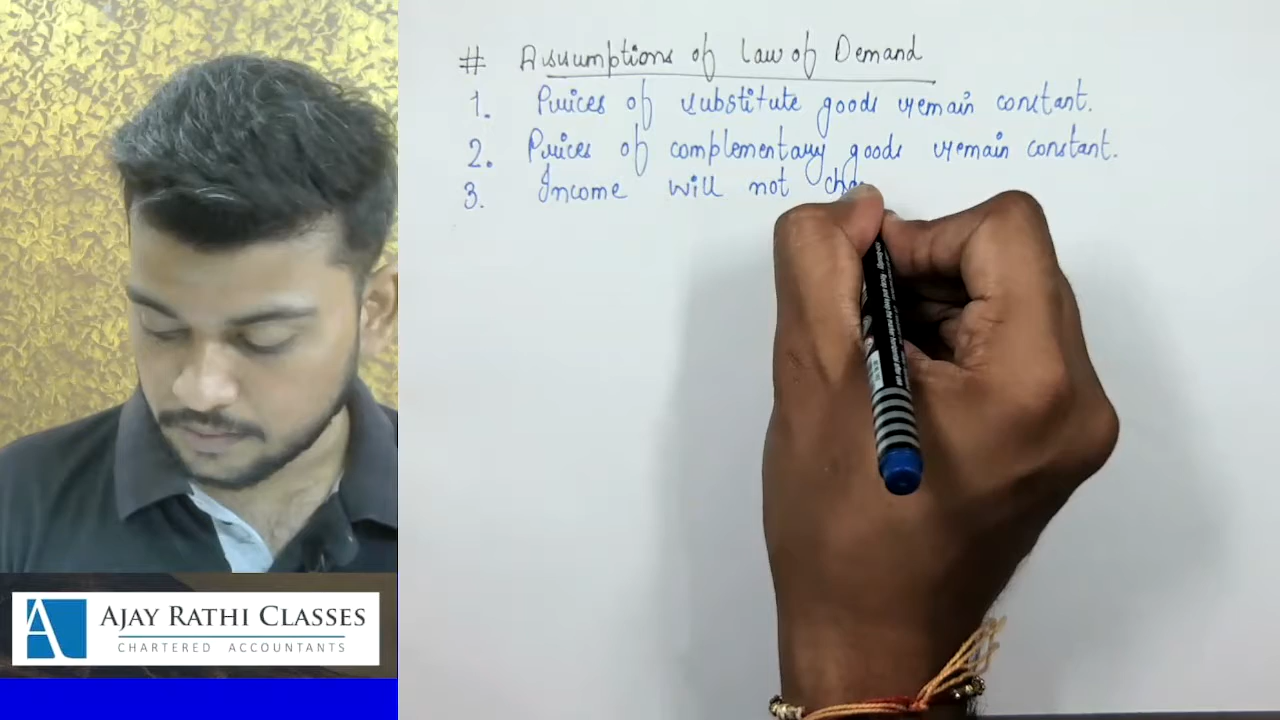 # Assumptions of Law of Demand
1. Prices of substitute goods remain constant.
2. Prices of complementary goods remain constant.
3. Income will not cha
AJAY RATHI CLASSES
CHARTERED ACCOUNTANTS